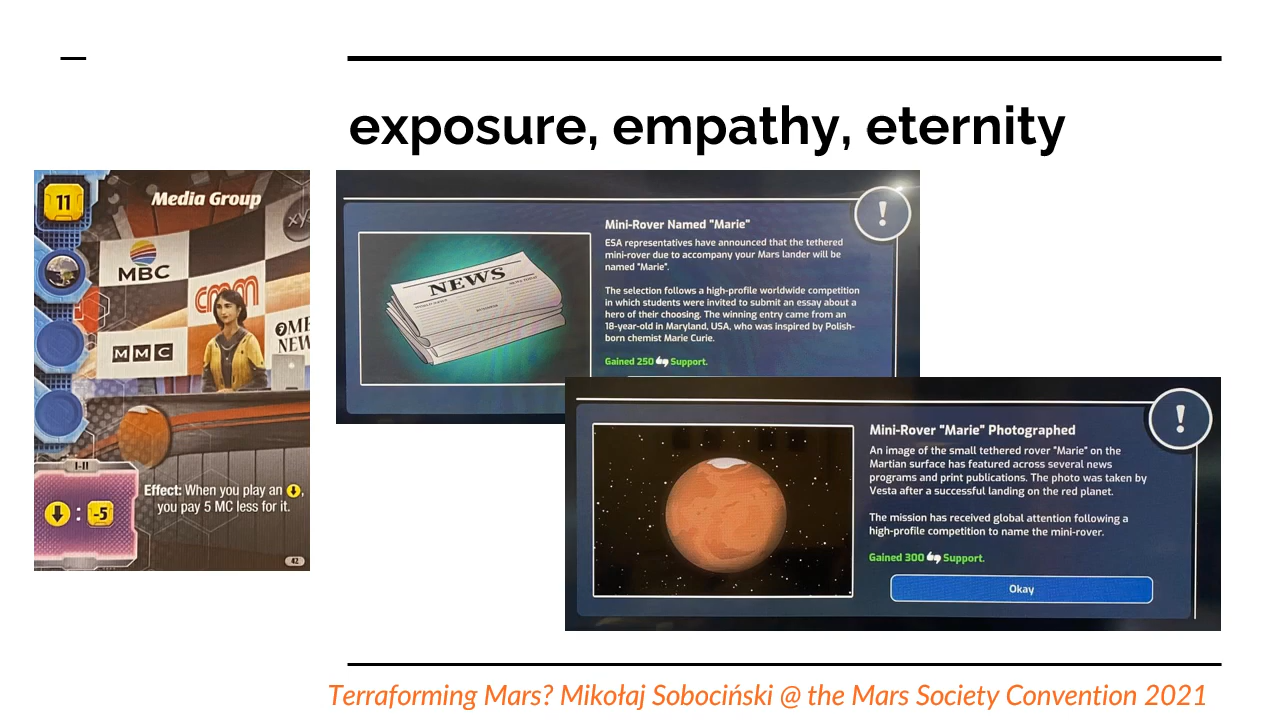 exposure, empathy, eternity
11
Media Group
MBC
MMC
NEW
I-II
-5
Effect: When you play an
you pay 5 MC less for it.
42
Mini-Rover Named "Marie"
ESA representatives have announced that the tethered
mini-rover due to accompany your Mars lander will be
named "Marie".
The selection follows a high-profile worldwide competition
in which students were invited to submit an essay about a
hero of their choosing. The winning entry came from an
18-year-old in Maryland, USA, who was inspired by Polish-
born chemist Marie Curie.
Gained 250 Support.
NEWS
!
Mini-Rover "Marie" Photographed
An image of the small tethered rover "Marie" on the
Martian surface has featured across several news
programs and print publications. The photo was taken by
Vesta after a successful landing on the red planet.
The mission has received global attention following a
high-profile competition to name the mini-rover.
Gained 300 Support.
Okay
!
Terraforming Mars? Mikołaj Sobociński @ the Mars Society Convention 2021